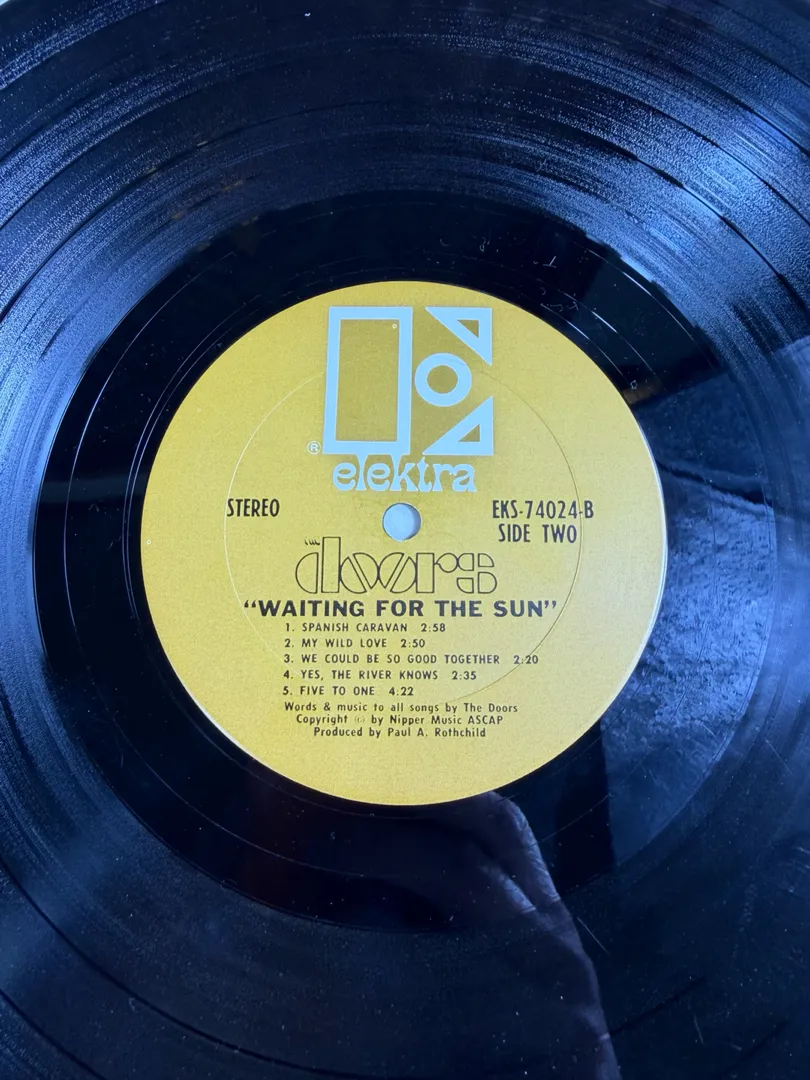 ®
elektra
STEREO
EKS-74024-B
SIDE TWO
THE
doors
"WAITING FOR THE SUN"
1. SPANISH CARAVAN 2:58
2. MY WILD LOVE 2:50
3. WE COULD BE SO GOOD TOGETHER 2:20
4. YES, THE RIVER KNOWS 2:35
5. FIVE TO ONE 4:22
Words & music to all songs by The Doors
Copyright © by Nipper Music ASCAP
Produced by Paul A. Rothchild